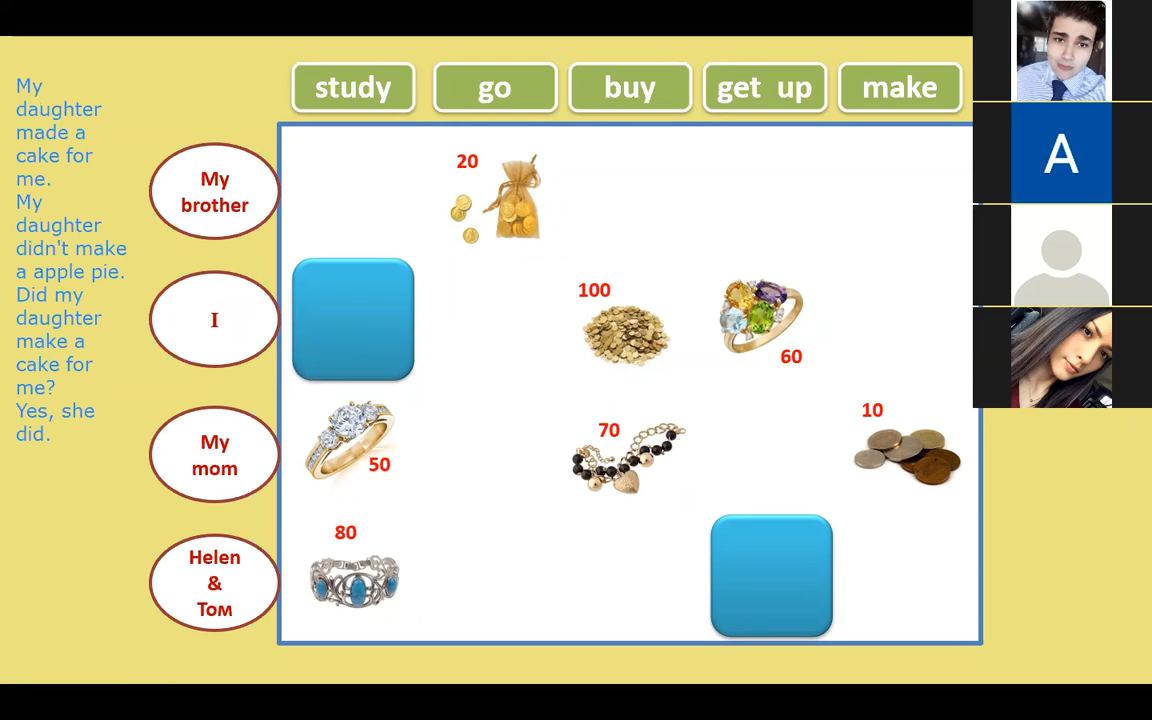 study go buy get up make
My
daughter
made a
cake for
me.
My
daughter
didn't make
a apple pie.
Did my
daughter
make a
cake for
me?
Yes, she
did.
My
brother
20
I
100
60
My
mom
50
70
10
Helen
&
Том
80
A